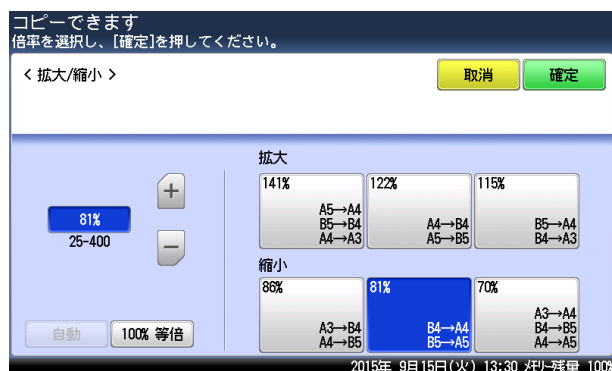 コピーできます
倍率を選択し、[確定]を押してください。
< 拡大/縮小 >
取消
確定
81%
25-400
+
−
自動
100% 等倍
拡大
141%
A5→A4
B5→B4
A4→A3
122%
A4→B4
A5→B5
115%
B5→A4
B4→A3
縮小
86%
A3→B4
A4→B5
81%
B4→A4
B5→A5
70%
A3→A4
B4→B5
A4→A5
2015年 9月15日(火) 13:30 メモリー残量 100%